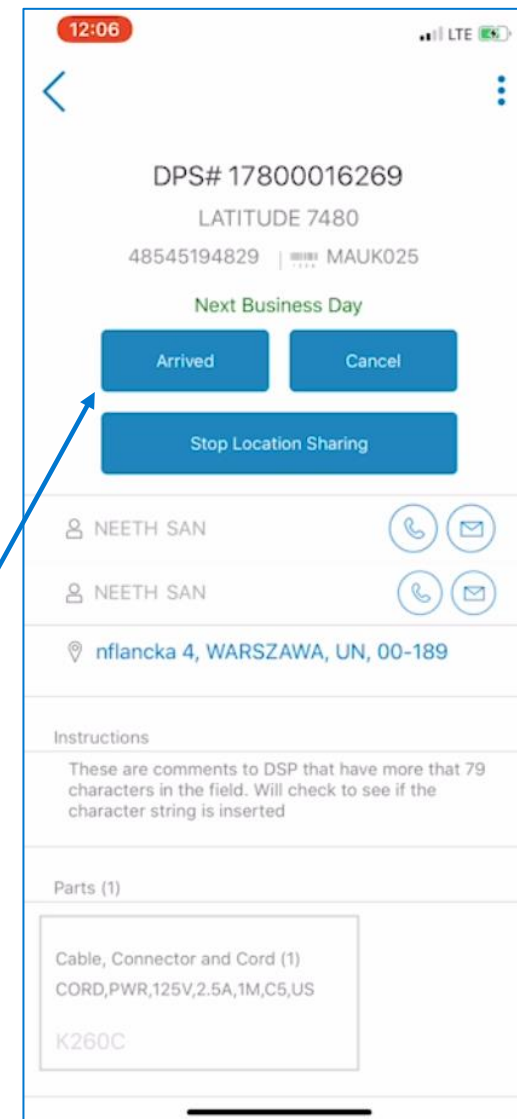 12:06
LTE
DPS# 17800016269
LATITUDE 7480
48545194829 | MAUK025
Next Business Day
Arrived Cancel
Stop Location Sharing
NEETH SAN
NEETH SAN
nflancka 4, WARSZAWA, UN, 00-189
Instructions
These are comments to DSP that have more that 79
characters in the field. Will check to see if the
character string is inserted
Parts (1)
Cable, Connector and Cord (1)
CORD,PWR,125V,2.5A,1M,C5,US
K260C